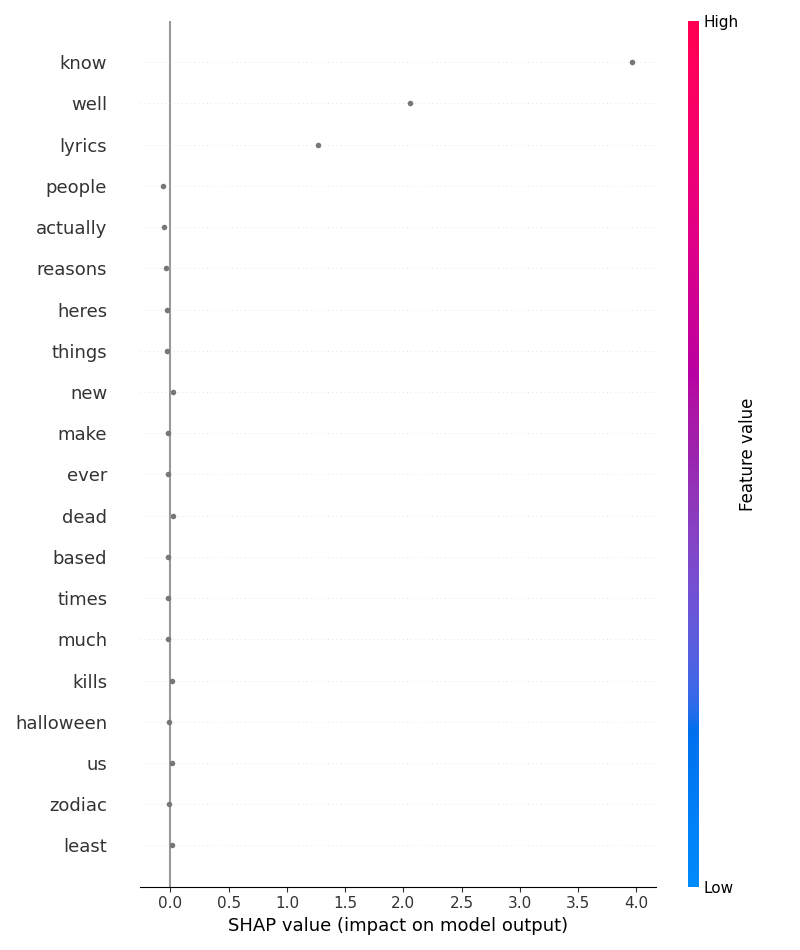 High
know
well
lyrics
people
actually
reasons
heres
things
new
make
ever
dead
based
times
much
kills
halloween
us
zodiac
least
Feature value
Low
0.0 0.5 1.0 1.5 2.0 2.5 3.0 3.5 4.0
SHAP value (impact on model output)